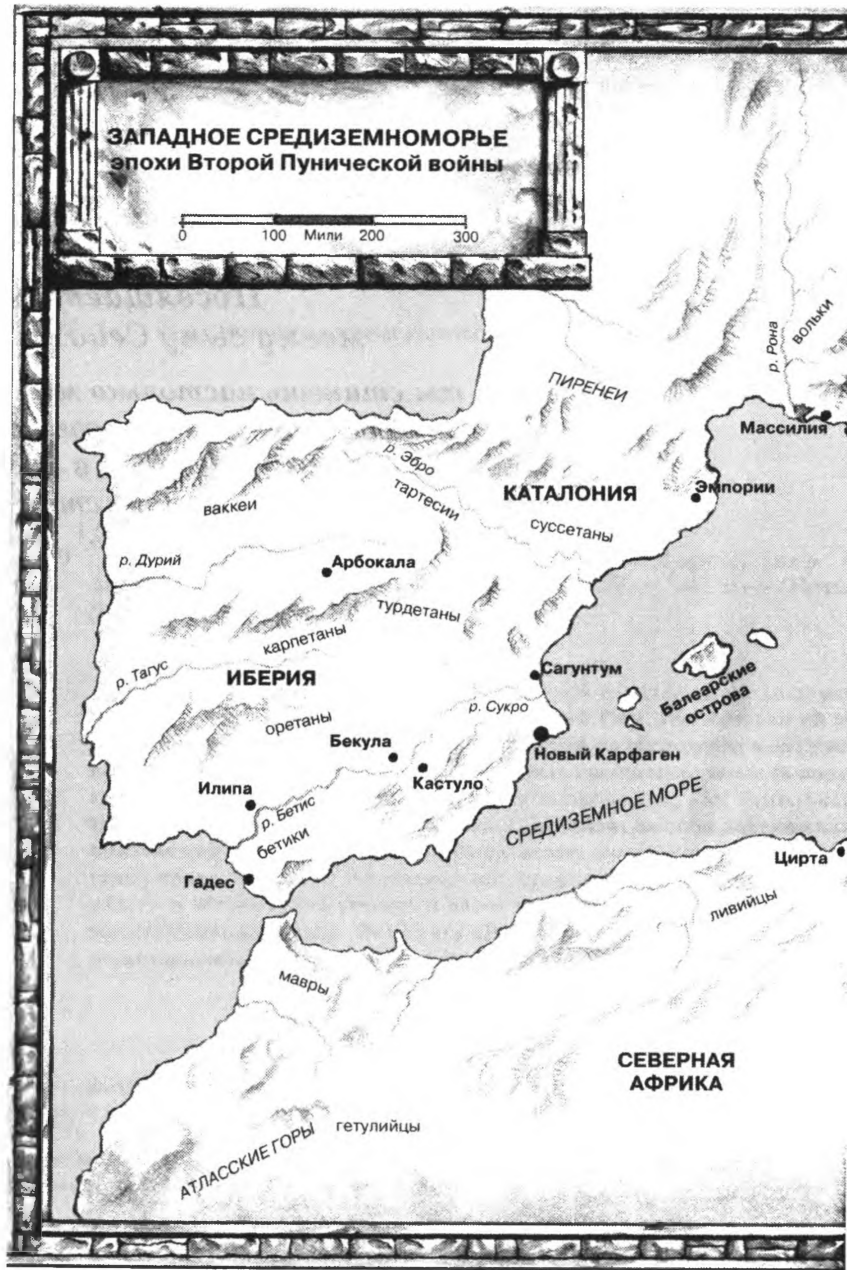 ЗАПАДНОЕ СРЕДИЗЕМНОМОРЬЕ
эпохи Второй Пунической войны
0 100 Мили 200 300
р. Рона
вольки
ПИРЕНЕИ
Массилия
р. Эбро
КАТАЛОНИЯ
Эмпории
ваккеи
тартесии
суссетаны
р. Дурий
Арбокала
турдетаны
карпетаны
р. Тагус
ИБЕРИЯ
Сагунтум
Балеарские
острова
оретаны
р. Сукро
Бекула
Новый Карфаген
Кастуло
Илипа
р. Бетис
СРЕДИЗЕМНОЕ МОРЕ
бетики
Цирта
Гадес
ливийцы
мавры
СЕВЕРНАЯ
АФРИКА
гетулийцы
АТЛАССКИЕ ГОРЫ